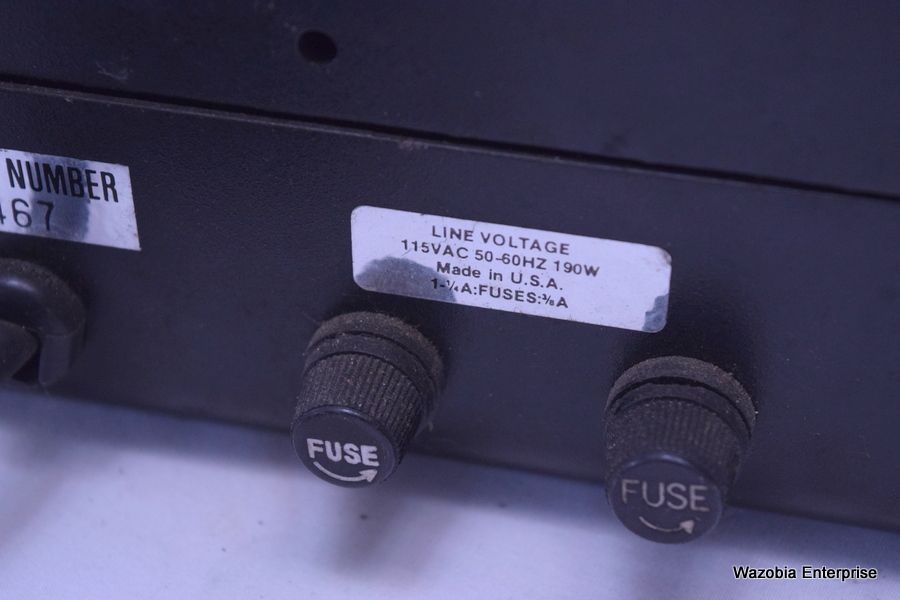 NUMBER
467
LINE VOLTAGE
115VAC 50-60HZ 190W
Made in U.S.A.
1-¼A:FUSES:⅜A
FUSE
FUSE
Wazobia Enterprise